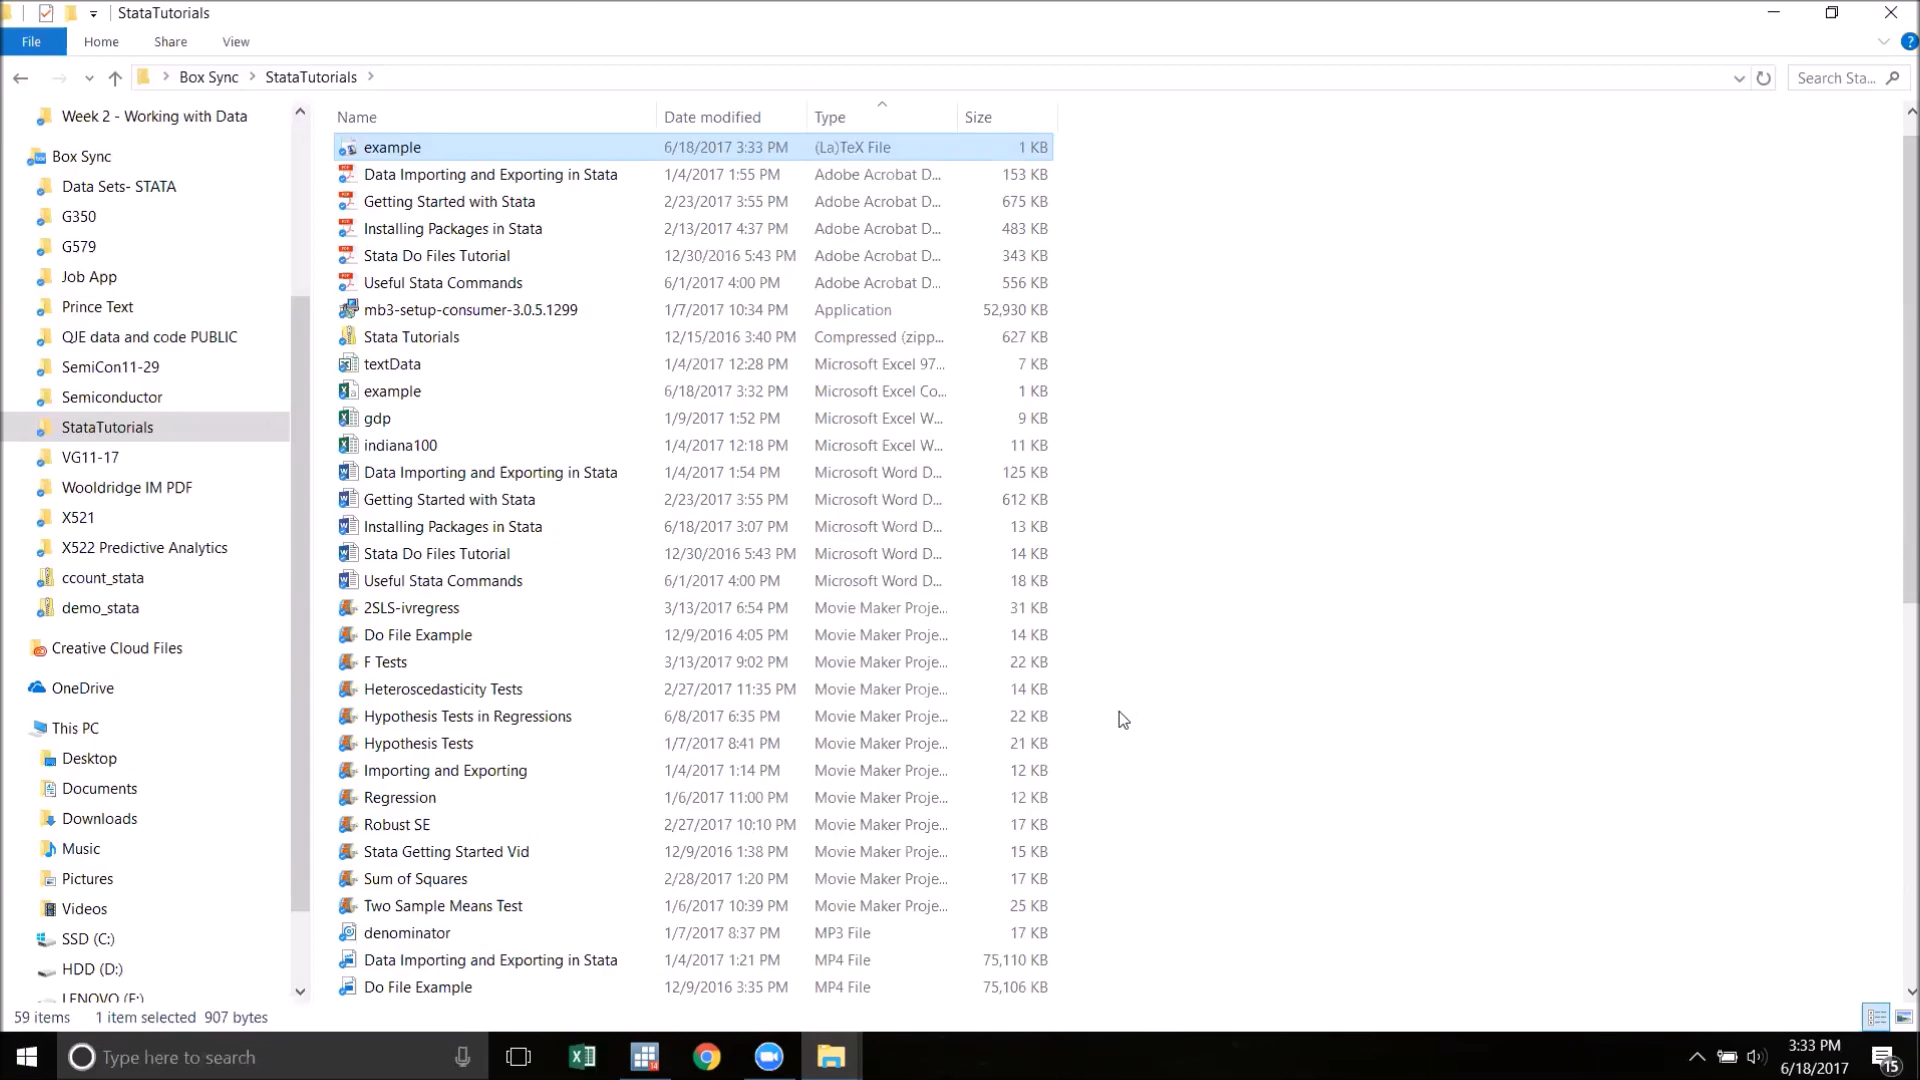 StataTutorials
File Home Share View
Box Sync StataTutorials Search Sta...
Week 2 - Working with Data
Box Sync
Data Sets- STATA
G350
G579
Job App
Prince Text
QJE data and code PUBLIC
SemiCon11-29
Semiconductor
StataTutorials
VG11-17
Wooldridge IM PDF
X521
X522 Predictive Analytics
ccount_stata
demo_stata
Creative Cloud Files
OneDrive
This PC
Desktop
Documents
Downloads
Music
Pictures
Videos
SSD (C:)
HDD (D:)
LENOVO (E:)
Name Date modified Type Size
example 6/18/2017 3:33 PM (La)TeX File 1 KB
Data Importing and Exporting in Stata 1/4/2017 1:55 PM Adobe Acrobat D... 153 KB
Getting Started with Stata 2/23/2017 3:55 PM Adobe Acrobat D... 675 KB
Installing Packages in Stata 2/13/2017 4:37 PM Adobe Acrobat D... 483 KB
Stata Do Files Tutorial 12/30/2016 5:43 PM Adobe Acrobat D... 343 KB
Useful Stata Commands 6/1/2017 4:00 PM Adobe Acrobat D... 556 KB
mb3-setup-consumer-3.0.5.1299 1/7/2017 10:34 PM Application 52,930 KB
Stata Tutorials 12/15/2016 3:40 PM Compressed (zipp... 627 KB
textData 1/4/2017 12:28 PM Microsoft Excel 97... 7 KB
example 6/18/2017 3:32 PM Microsoft Excel Co... 1 KB
gdp 1/9/2017 1:52 PM Microsoft Excel W... 9 KB
indiana100 1/4/2017 12:18 PM Microsoft Excel W... 11 KB
Data Importing and Exporting in Stata 1/4/2017 1:54 PM Microsoft Word D... 125 KB
Getting Started with Stata 2/23/2017 3:55 PM Microsoft Word D... 612 KB
Installing Packages in Stata 6/18/2017 3:07 PM Microsoft Word D... 13 KB
Stata Do Files Tutorial 12/30/2016 5:43 PM Microsoft Word D... 14 KB
Useful Stata Commands 6/1/2017 4:00 PM Microsoft Word D... 18 KB
2SLS-ivregress 3/13/2017 6:54 PM Movie Maker Proje... 31 KB
Do File Example 12/9/2016 4:05 PM Movie Maker Proje... 14 KB
F Tests 3/13/2017 9:02 PM Movie Maker Proje... 22 KB
Heteroscedasticity Tests 2/27/2017 11:35 PM Movie Maker Proje... 14 KB
Hypothesis Tests in Regressions 6/8/2017 6:35 PM Movie Maker Proje... 22 KB
Hypothesis Tests 1/7/2017 8:41 PM Movie Maker Proje... 21 KB
Importing and Exporting 1/4/2017 1:14 PM Movie Maker Proje... 12 KB
Regression 1/6/2017 11:00 PM Movie Maker Proje... 12 KB
Robust SE 2/27/2017 10:10 PM Movie Maker Proje... 17 KB
Stata Getting Started Vid 12/9/2016 1:38 PM Movie Maker Proje... 15 KB
Sum of Squares 2/28/2017 1:20 PM Movie Maker Proje... 17 KB
Two Sample Means Test 1/6/2017 10:39 PM Movie Maker Proje... 25 KB
denominator 1/7/2017 8:37 PM MP3 File 17 KB
Data Importing and Exporting in Stata 1/4/2017 1:21 PM MP4 File 75,110 KB
Do File Example 12/9/2016 3:35 PM MP4 File 75,106 KB
59 items 1 item selected 907 bytes
Type here to search
14
3:33 PM
6/18/2017
15